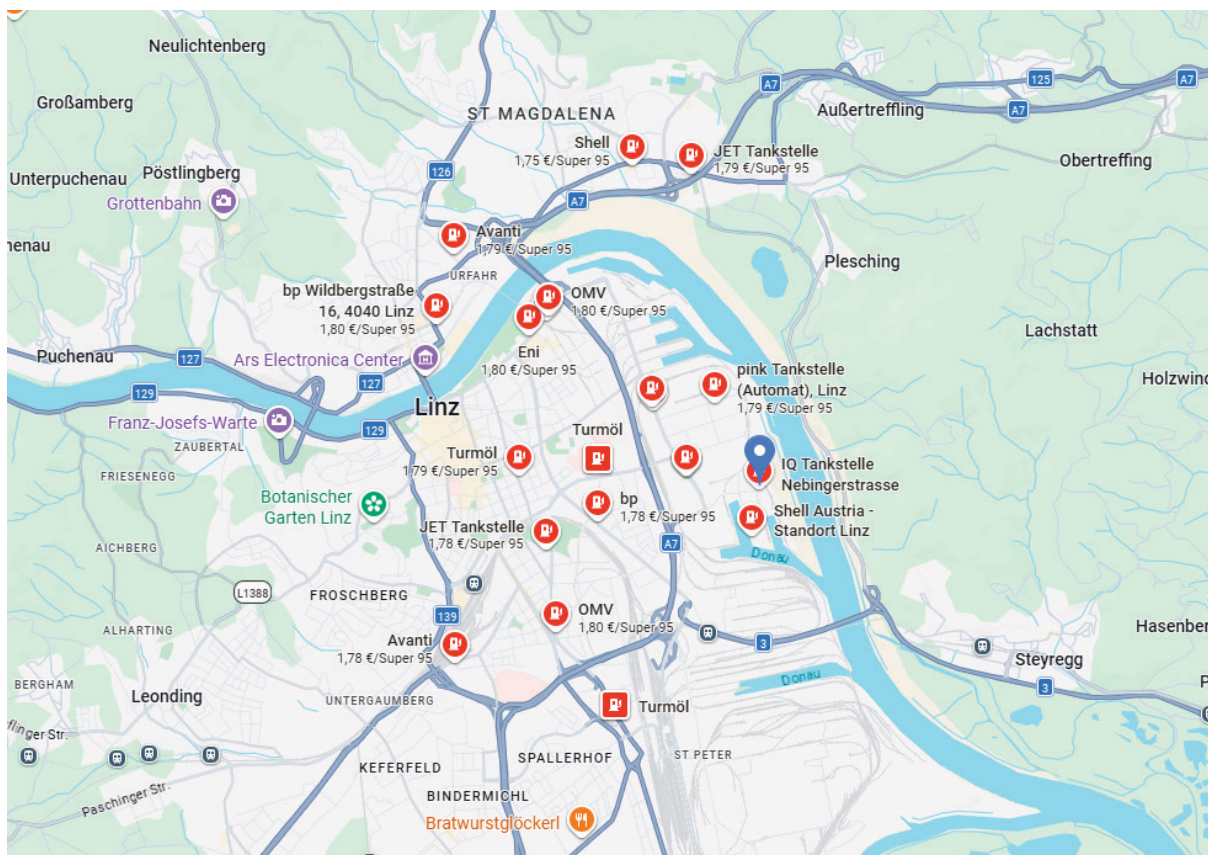 Neulichtenberg
A7
125
A7
Großamberg
A7
Außertreffling
ST MAGDALENA
Shell
1,75 €/Super 95
JET Tankstelle
1,79 €/Super 95
Obertreffing
126
Unterpuchenau
Pöstlingberg
Grottenbahn
A7
Avanti
1,79 €/Super 95
henau
Plesching
URFAHR
bp Wildbergstraße
16, 4040 Linz
1,80 €/Super 95
OMV
1,80 €/Super 95
Lachstatt
Eni
1,80 €/Super 95
Puchenau
127
Ars Electronica Center
pink Tankstelle
(Automat), Linz
1,79 €/Super 95
Holzwind
129
127
Linz
Franz-Josefs-Warte
129
ZAUBERTAL
Turmöl
Turmöl
1,79 €/Super 95
IQ Tankstelle
Nebingerstrasse
FRIESENEGG
Botanischer
Garten Linz
bp
1,78 €/Super 95
Shell Austria -
Standort Linz
JET Tankstelle
1,78 €/Super 95
A7
Donau
AICHBERG
L1388
FROSCHBERG
139
OMV
1,80 €/Super 95
ALHARTING
3
Hasenber
Avanti
1,78 €/Super 95
Steyregg
BERGHAM
Leonding
Donau
3
P
UNTERGAUMBERG
Turmöl
flinger Str.
SPALLERHOF
ST PETER
KEFERFELD
Paschinger Str.
BINDERMICHL
Bratwurstglöckerl